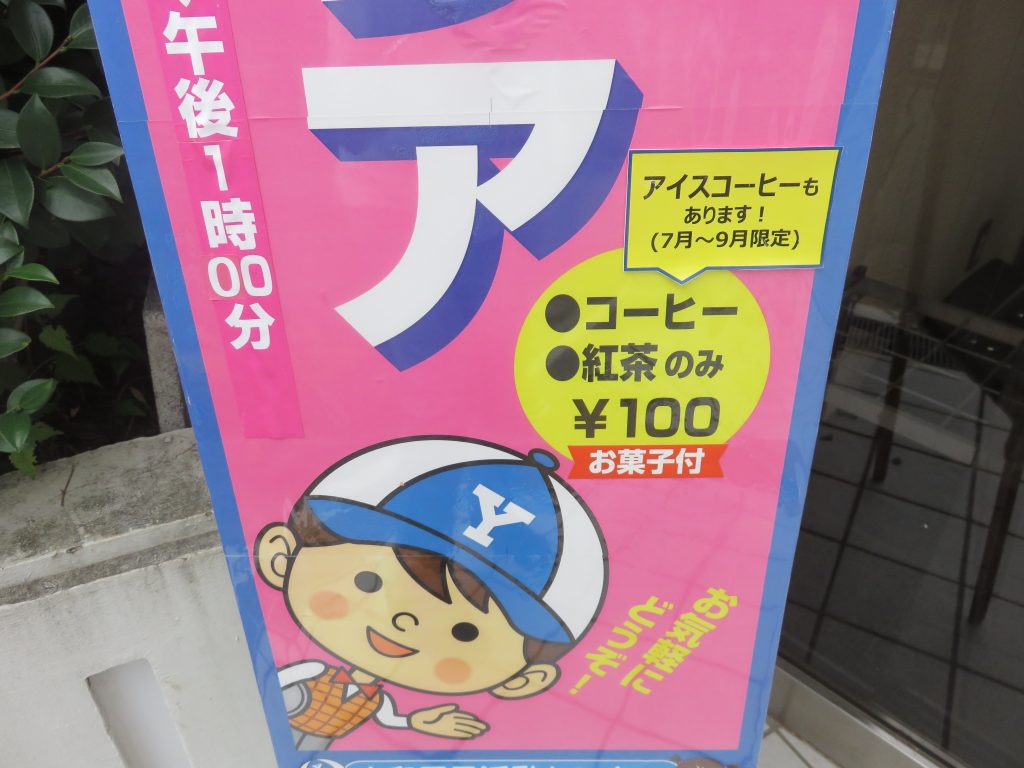 午後1時00分
ア
アイスコーヒーも
あります！
(7月～9月限定)
●コーヒー
●紅茶のみ
￥100
お菓子付
Y
お気軽に
どうぞ！